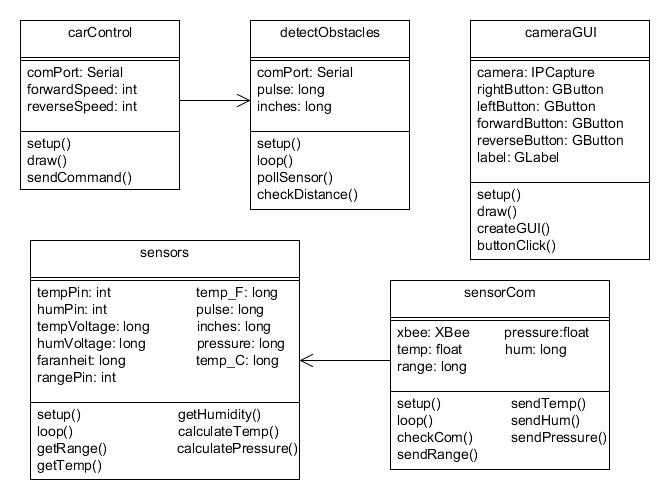 carControl
comPort: Serial
forwardSpeed: int
reverseSpeed: int
setup()
draw()
sendCommand()
detectObstacles
comPort: Serial
pulse: long
inches: long
setup()
loop()
pollSensor()
checkDistance()
cameraGUI
camera: IPCapture
rightButton: GButton
leftButton: GButton
forwardButton: GButton
reverseButton: GButton
label: GLabel
setup()
draw()
createGUI()
buttonClick()
sensors
tempPin: int temp_F: long
humPin: int pulse: long
tempVoltage: long inches: long
humVoltage: long pressure: long
faranheit: long temp_C: long
rangePin: int
setup() getHumidity()
loop() calculateTemp()
getRange() calculatePressure()
getTemp()
sensorCom
xbee: XBee pressure:float
temp: float hum: long
range: long
setup() sendTemp()
loop() sendHum()
checkCom() sendPressure()
sendRange()